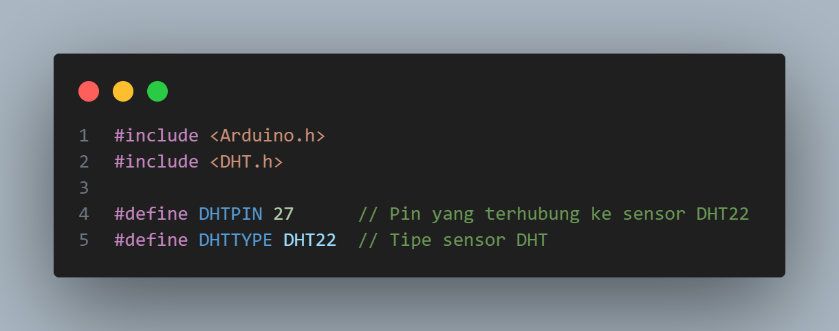 1 #include <Arduino.h>
2 #include <DHT.h>
3
4 #define DHTPIN 27      // Pin yang terhubung ke sensor DHT22
5 #define DHTTYPE DHT22  // Tipe sensor DHT